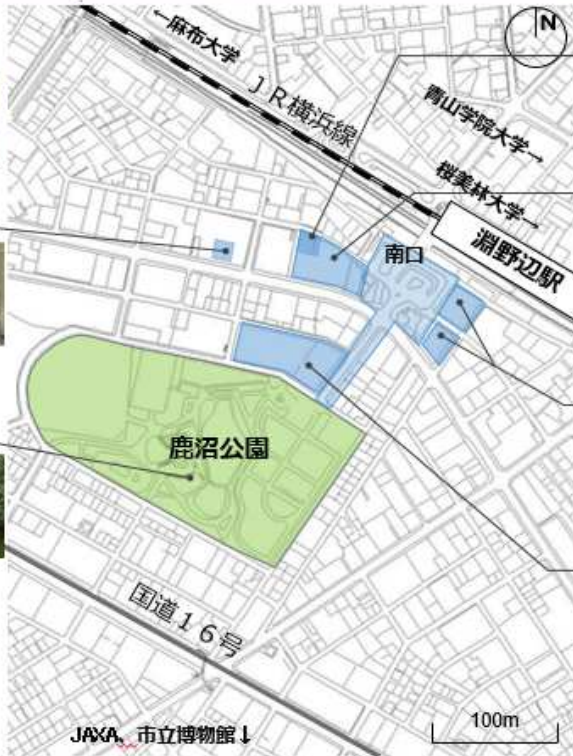 N
←麻布大学
JR横浜線
青山学院大学→
桜美林大学→
淵野辺駅
南口
鹿沼公園
国道16号
JAXA、市立博物館↓
100m